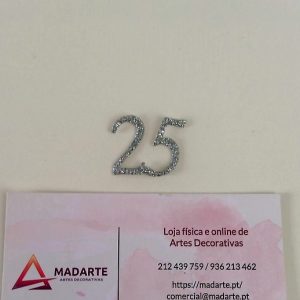 25
MADARTE
ARTES DECORATIVAS
Loja física e online de
Artes Decorativas
212 439 759 / 936 213 462
https://madarte.pt/
comercial@madarte.pt